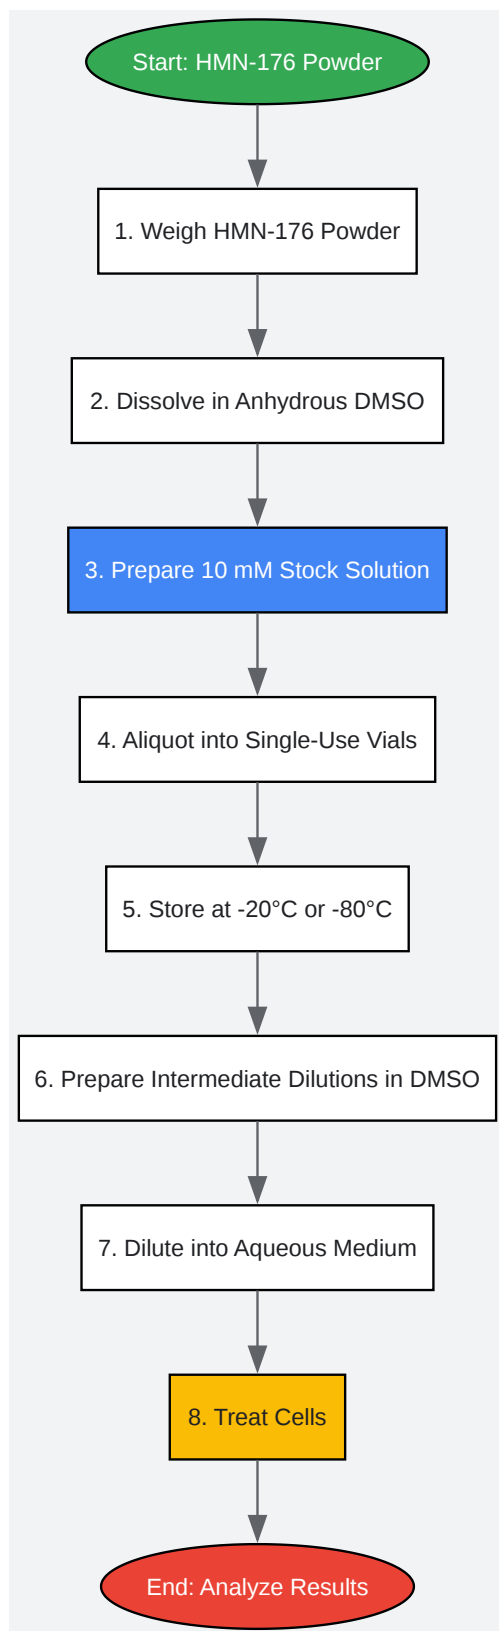 Start: HMN-176 Powder
1. Weigh HMN-176 Powder
2. Dissolve in Anhydrous DMSO
3. Prepare 10 mM Stock Solution
4. Aliquot into Single-Use Vials
5. Store at -20°C or -80°C
6. Prepare Intermediate Dilutions in DMSO
7. Dilute into Aqueous Medium
8. Treat Cells
End: Analyze Results